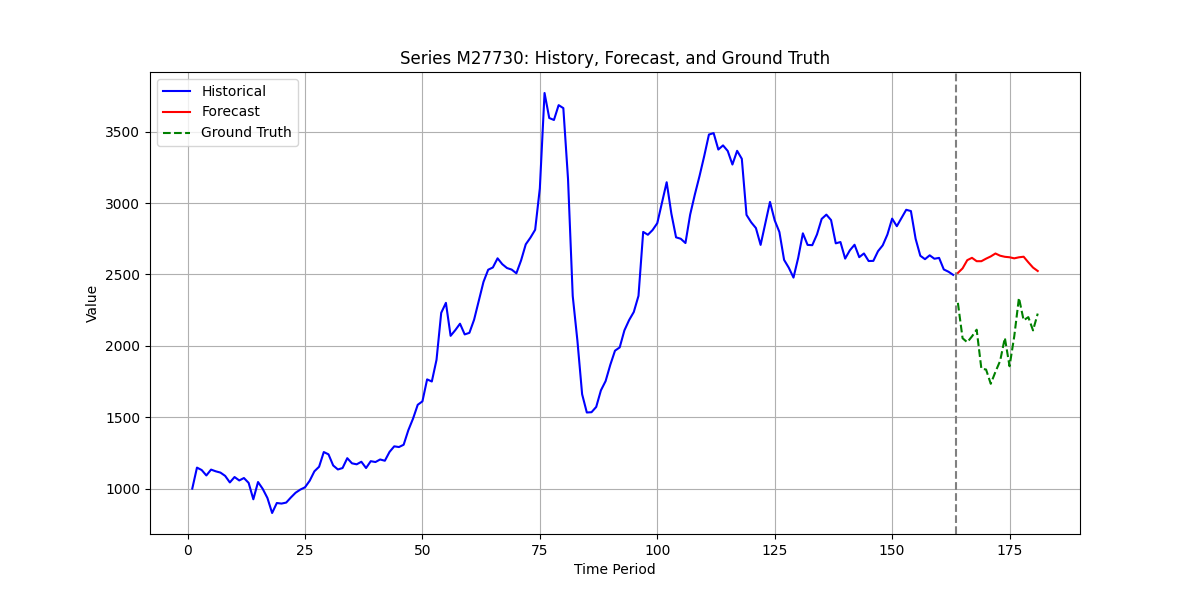 Series M27730: History, Forecast, and Ground Truth
Historical
Forecast
Ground Truth
3500
3000
2500
2000
1500
1000
Value
0 25 50 75 100 125 150 175
Time Period